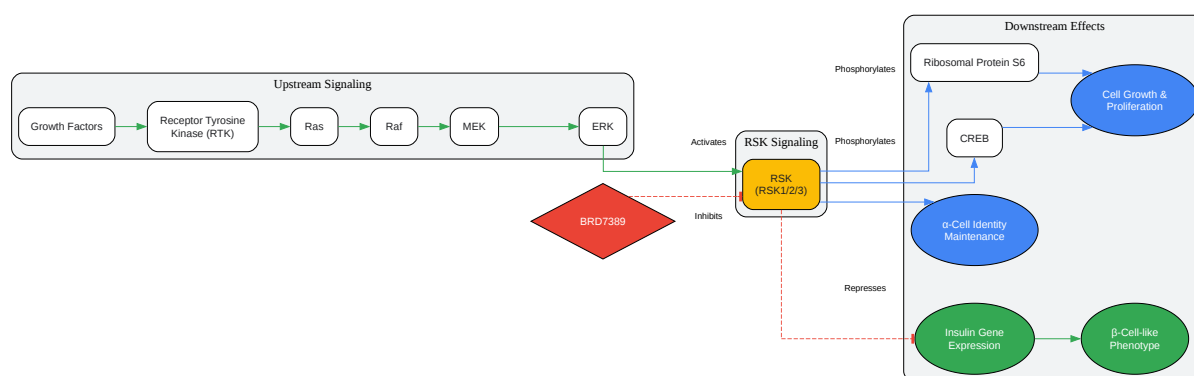 Downstream Effects
Ribosomal Protein S6
Phosphorylates
Cell Growth &
Proliferation
Upstream Signaling
Growth Factors
Receptor Tyrosine
Kinase (RTK)
Ras
Raf
MEK
ERK
Activates
RSK Signaling
Phosphorylates
CREB
RSK
(RSK1/2/3)
BRD7389
Inhibits
α-Cell Identity
Maintenance
Represses
Insulin Gene
Expression
β-Cell-like
Phenotype